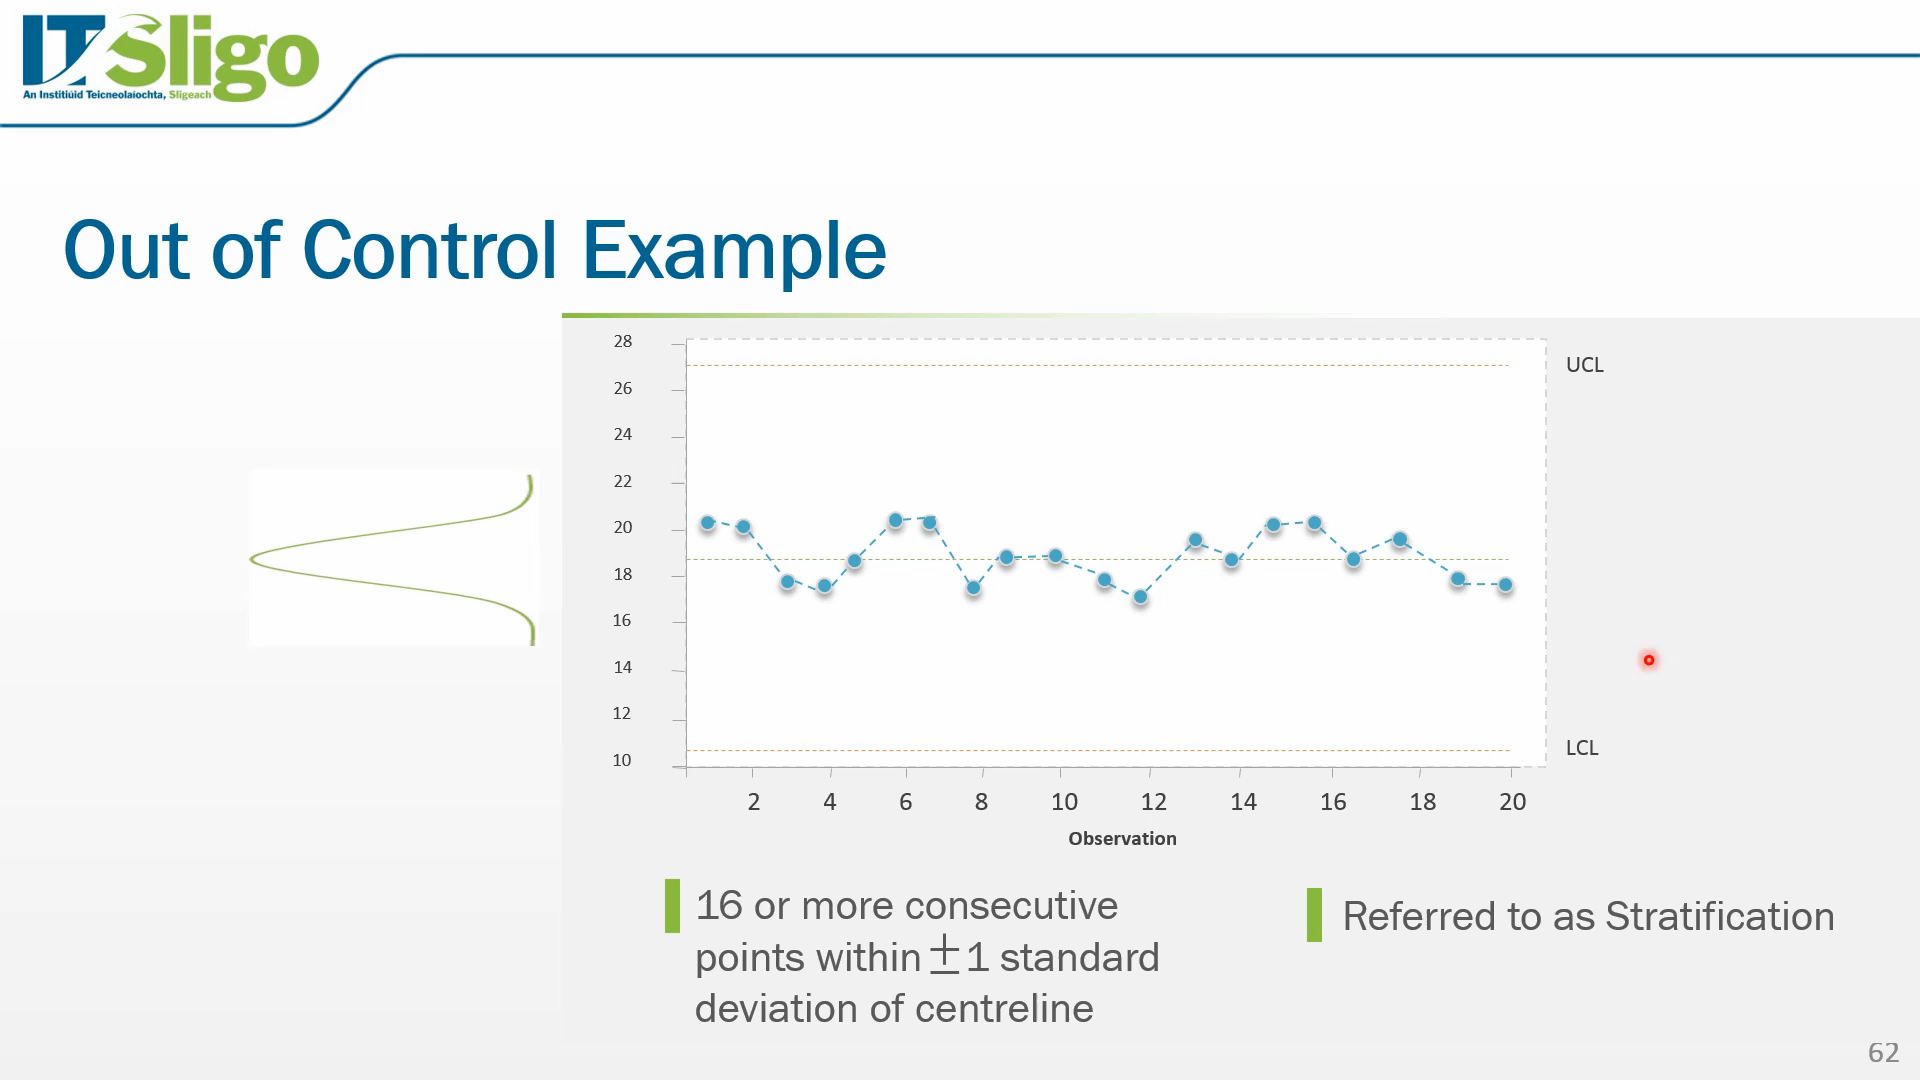 ITSligo
An Institiúid Teicneolaíochta, Sligeach
Out of Control Example
28
26
24
22
20
18
16
14
12
10
UCL
LCL
2 4 6 8 10 12 14 16 18 20
Observation
16 or more consecutive
points within ±1 standard
deviation of centreline
Referred to as Stratification
62